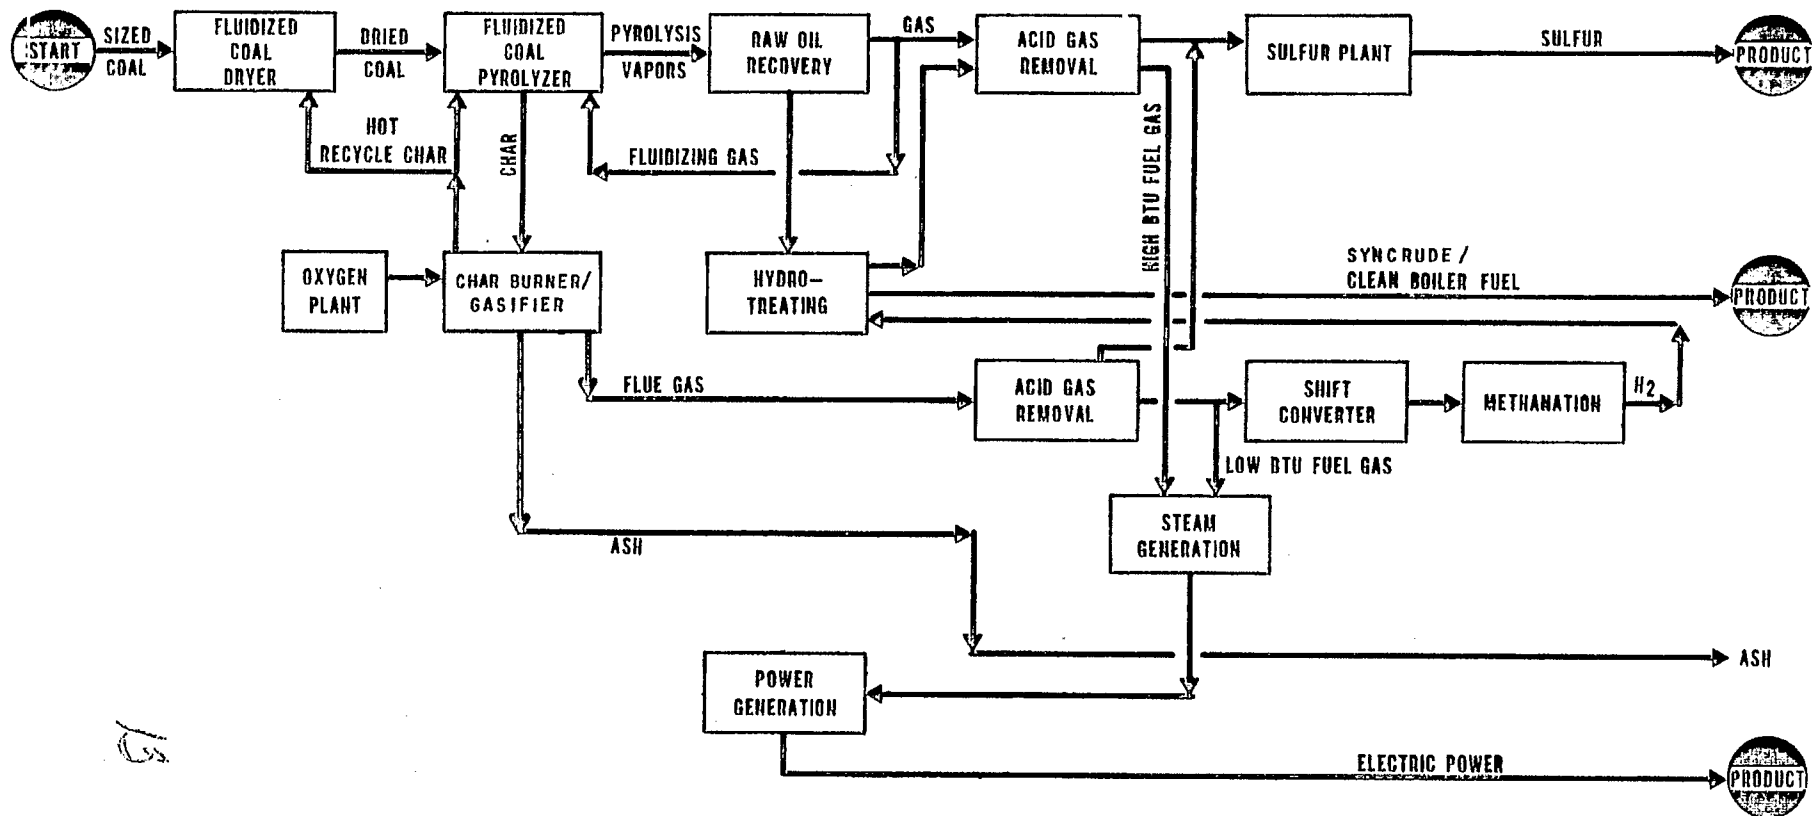 START
SIZED
COAL
FLUIDIZED
COAL
DRYER
DRIED
COAL
FLUIDIZED
COAL
PYROLYZER
PYROLYSIS
VAPORS
RAW OIL
RECOVERY
GAS
ACID GAS
REMOVAL
SULFUR PLANT
SULFUR
PRODUCT
HOT
RECYCLE CHAR
CHAR
FLUIDIZING GAS
HIGH BTU FUEL GAS
OXYGEN
PLANT
CHAR BURNER/
GASIFIER
HYDRO-
TREATING
SYNCRUDE/
CLEAN BOILER FUEL
PRODUCT
FLUE GAS
ACID GAS
REMOVAL
SHIFT
CONVERTER
METHANATION
H2
LOW BTU FUEL GAS
STEAM
GENERATION
ASH
ASH
POWER
GENERATION
ELECTRIC POWER
PRODUCT